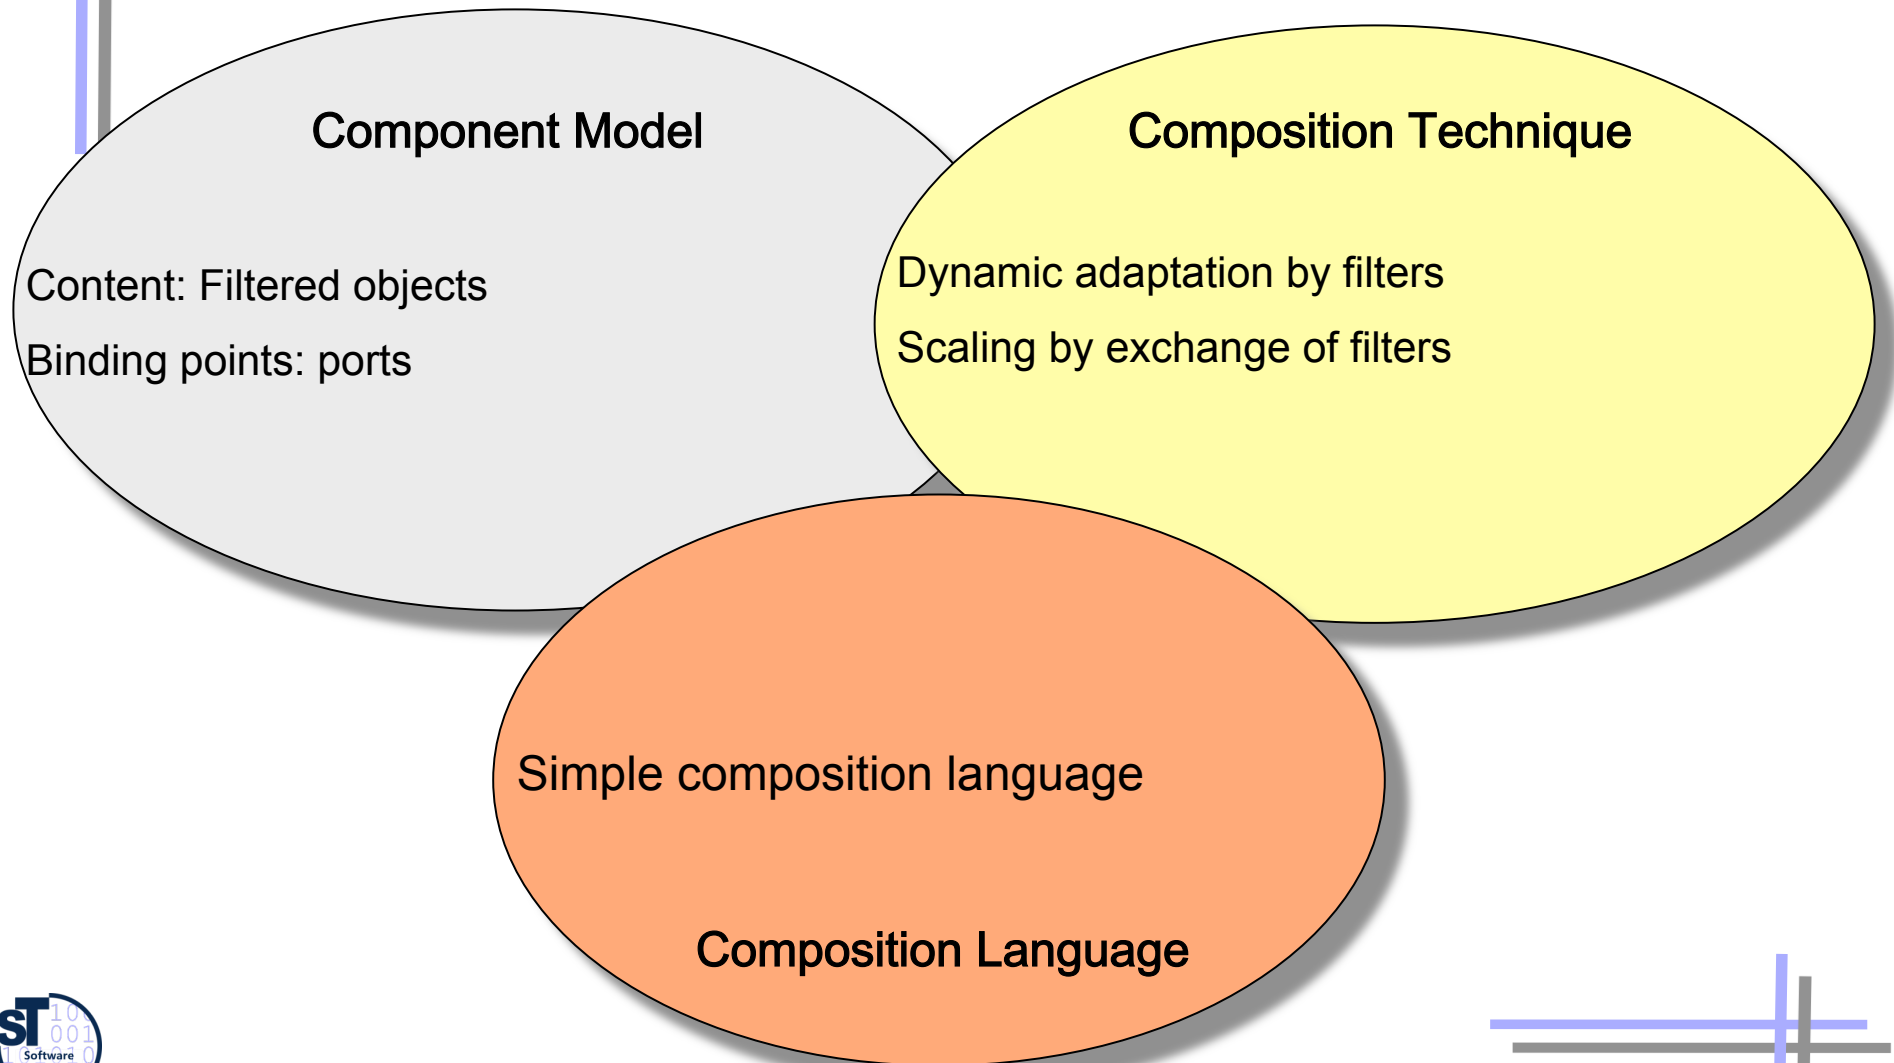 Component Model
Composition Technique
Content: Filtered objects
Binding points: ports
Dynamic adaptation by filters
Scaling by exchange of filters
Simple composition language
Composition Language
ST
Software